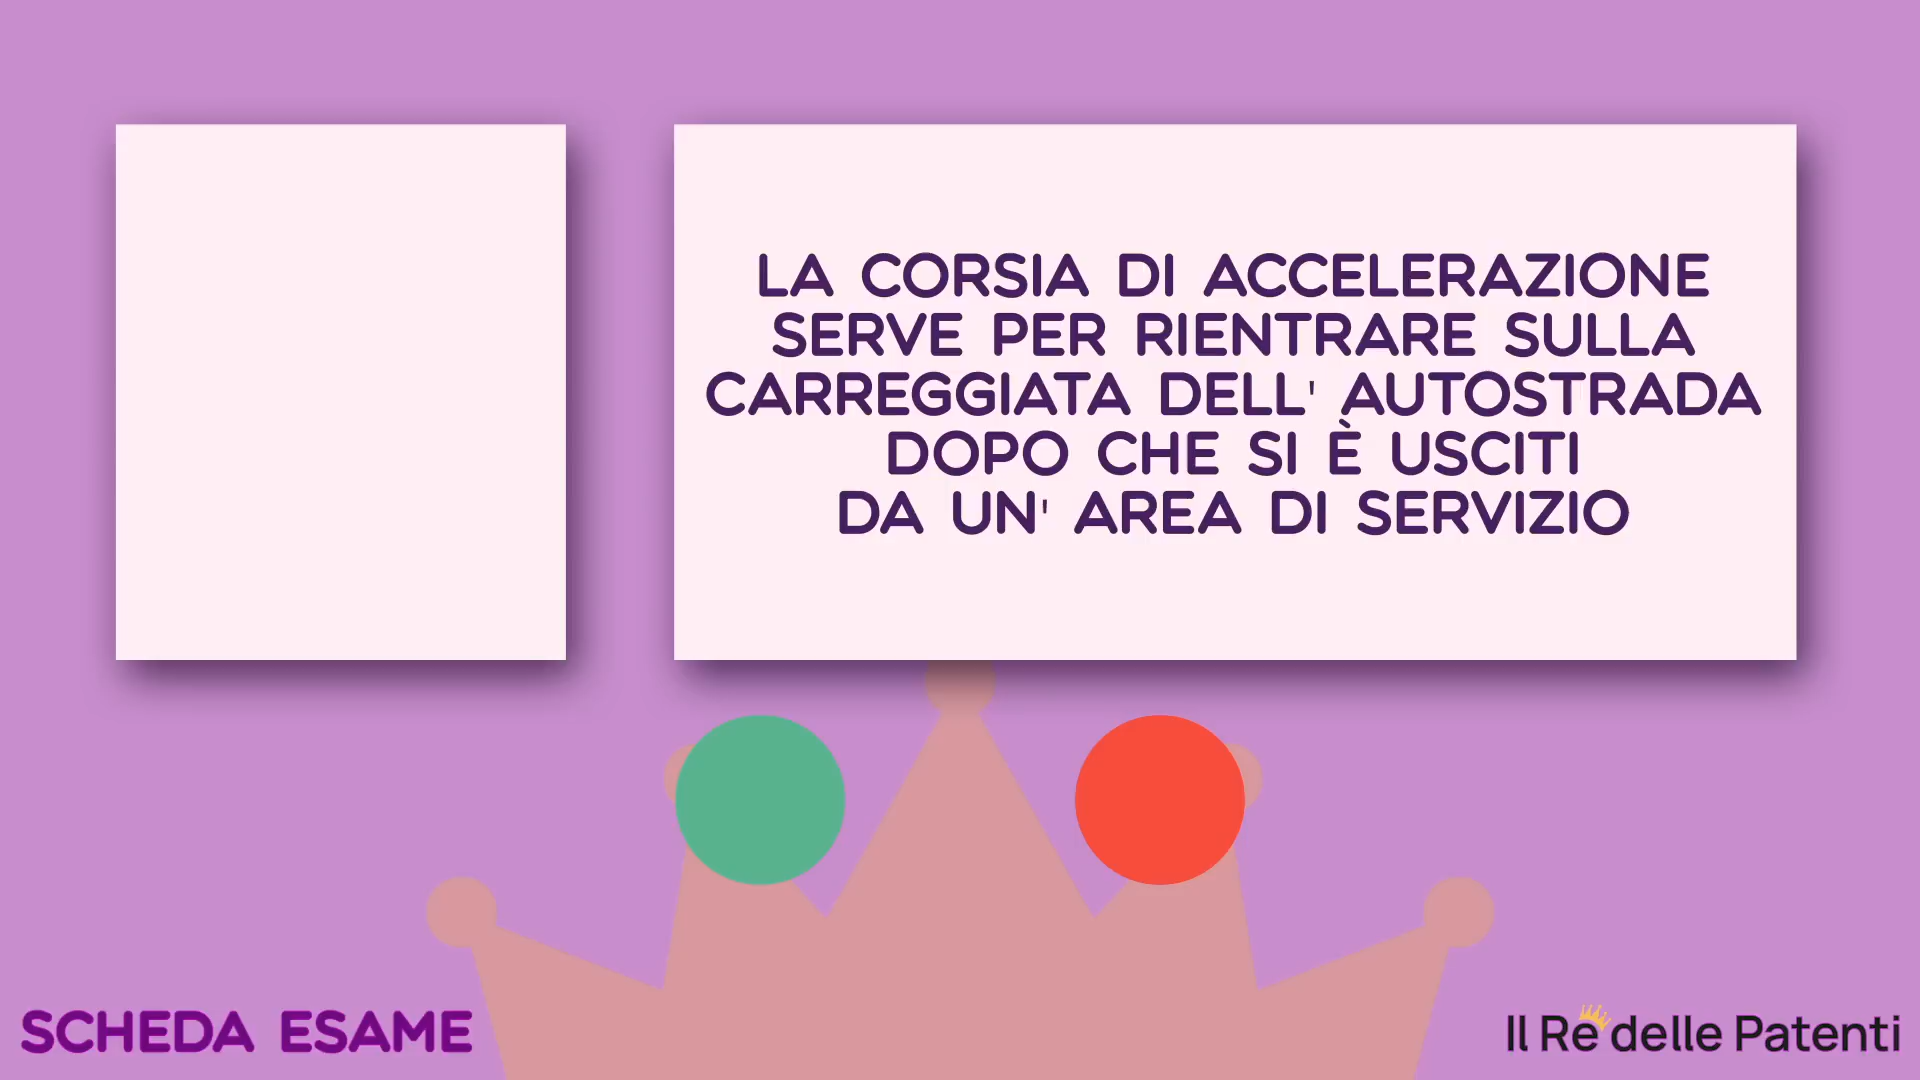 LA CORSIA DI ACCELERAZIONE
SERVE PER RIENTRARE SULLA
CARREGGIATA DELL' AUTOSTRADA
DOPO CHE SI È USCITI
DA UN' AREA DI SERVIZIO
SCHEDA ESAME
Il Re delle Patenti